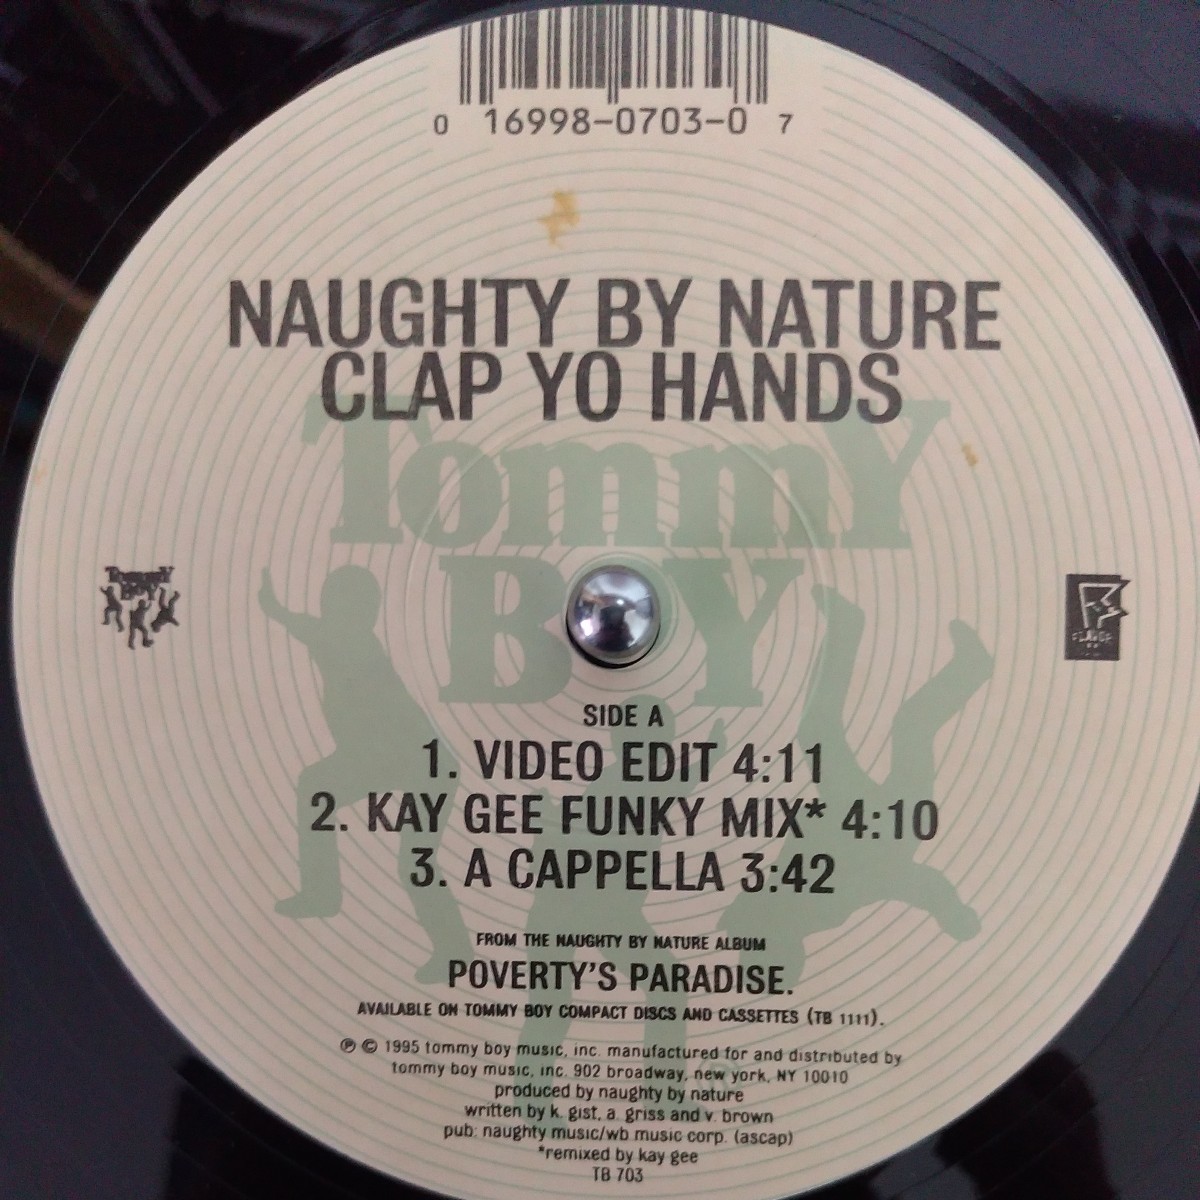 0 16998-0703-0 7
NAUGHTY BY NATURE
CLAP YO HANDS
TommY
BOY
TommY
BOY
FLAVOR
SIDE A
1. VIDEO EDIT 4:11
2. KAY GEE FUNKY MIX* 4:10
3. A CAPPELLA 3:42
FROM THE NAUGHTY BY NATURE ALBUM
POVERTY'S PARADISE.
AVAILABLE ON TOMMY BOY COMPACT DISCS AND CASSETTES (TB 1111).
℗ © 1995 tommy boy music, inc. manufactured for and distributed by
tommy boy music, inc. 902 broadway, new york, NY 10010
produced by naughty by nature
written by k. gist, a. griss and v. brown
pub: naughty music/wb music corp. (ascap)
*remixed by kay gee
TB 703